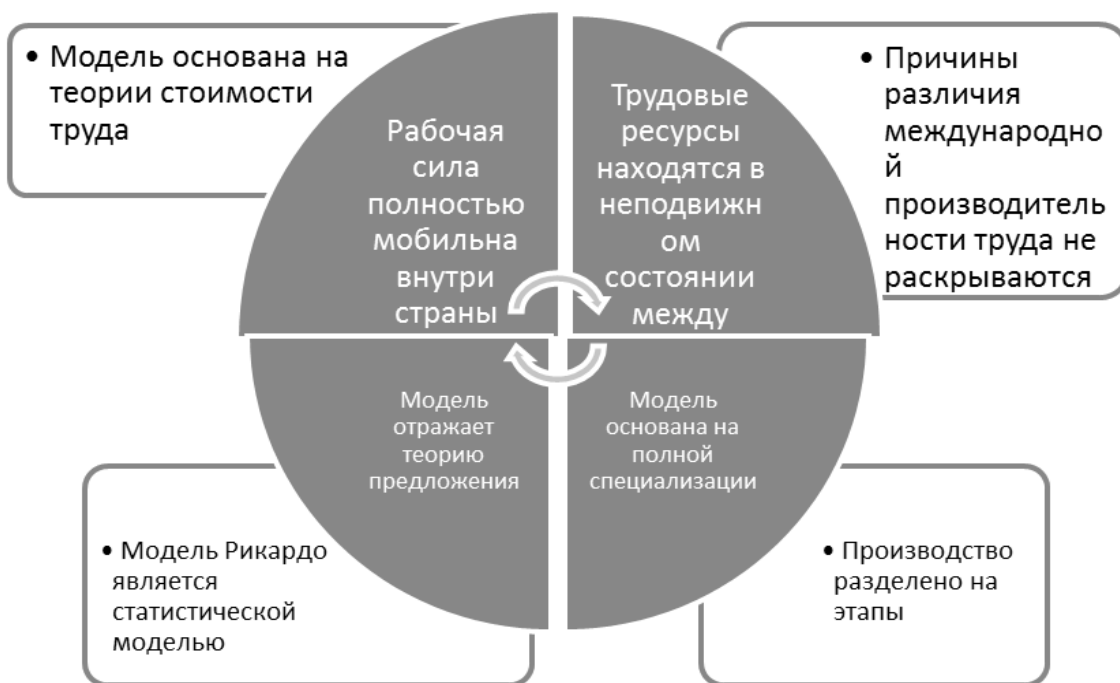 • Модель основана на
теории стоимости
труда
Рабочая
сила
полностью
мобильна
внутри
страны
Трудовые
ресурсы
находятся в
неподвижн
ом
состоянии
между
• Причины
различия
международно
й
производитель
ности труда не
раскрываются
Модель
отражает
теорию
предложения
Модель
основана на
полной
специализации
• Модель Рикардо
является
статистической
моделью
• Производство
разделено на
этапы